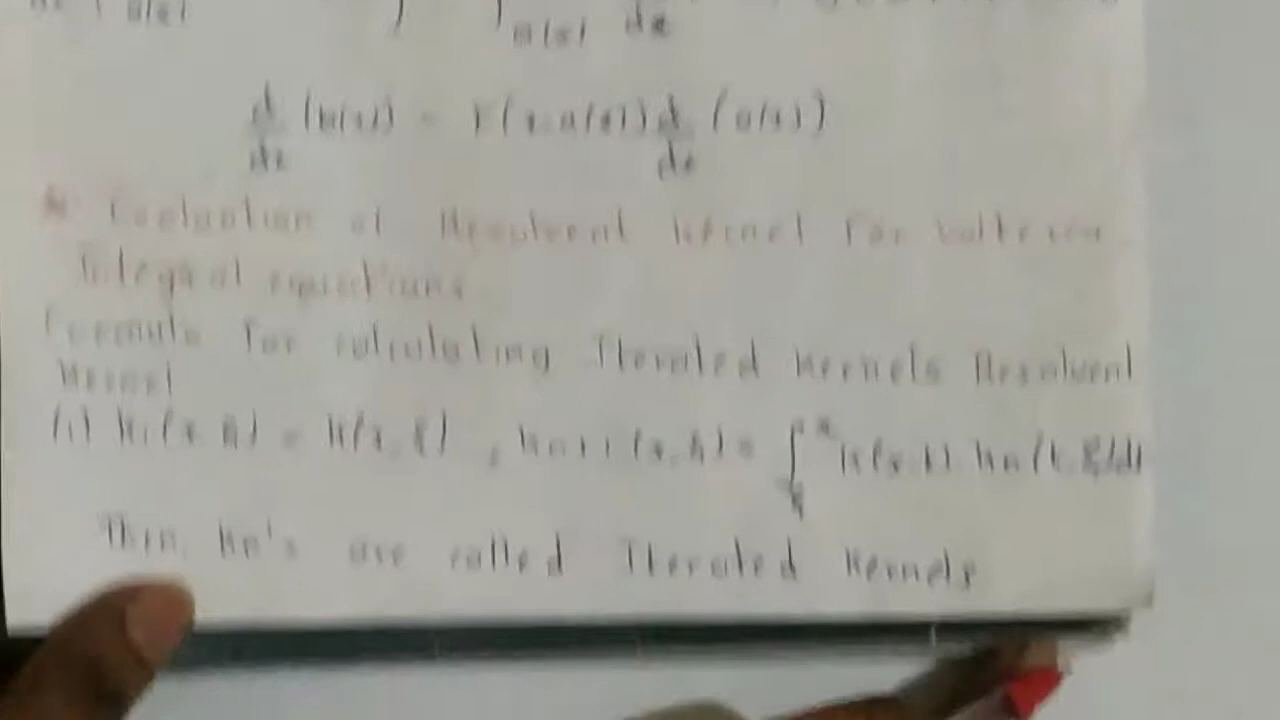 a(x) dx
d/dx (b(x)) - F(x, a(x)) d/dx (a(x))
* Evaluation of Resolvent Kernel for Volterra
Integral equations
Formula for calculating Iterated Kernels Resolvent
Kernel
(i) K1(x, ξ) = K(x, ξ), Kn+1 (x, ξ) = ∫ξ^x K(x, t) Kn(t, ξ)dt
Then, Kn's are called Iterated Kernels